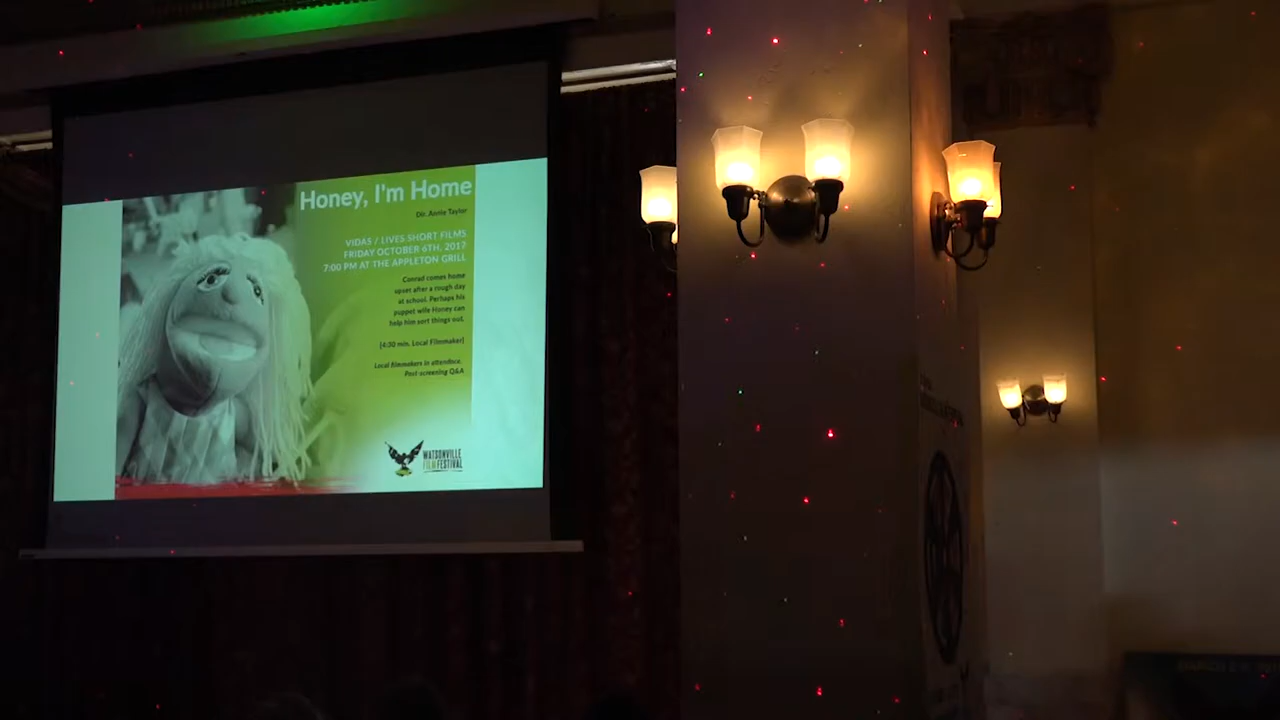 Honey, I'm Home
Dir. Annie Taylor
VIDAS / LIVES SHORT FILMS
FRIDAY OCTOBER 6TH, 2017
7:00 PM AT THE APPLETON GRILL
Conrad comes home
upset after a rough day
at school. Perhaps his
puppet wife Honey can
help him sort things out.
[4:30 min. Local Filmmaker]
Local filmmakers in attendance.
Post-screening Q&A
WATSONVILLE
FILM FESTIVAL